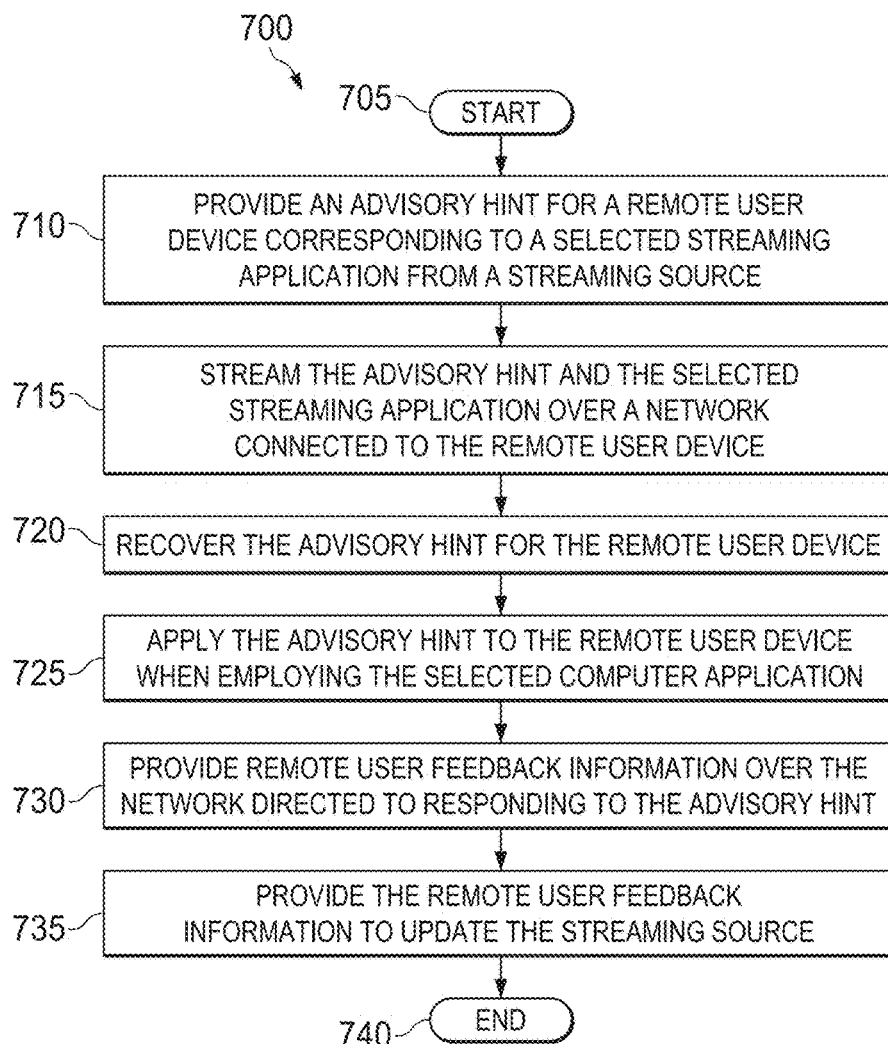 700
705
START
710
PROVIDE AN ADVISORY HINT FOR A REMOTE USER
DEVICE CORRESPONDING TO A SELECTED STREAMING
APPLICATION FROM A STREAMING SOURCE
715
STREAM THE ADVISORY HINT AND THE SELECTED
STREAMING APPLICATION OVER A NETWORK
CONNECTED TO THE REMOTE USER DEVICE
720
RECOVER THE ADVISORY HINT FOR THE REMOTE USER DEVICE
725
APPLY THE ADVISORY HINT TO THE REMOTE USER DEVICE
WHEN EMPLOYING THE SELECTED COMPUTER APPLICATION
730
PROVIDE REMOTE USER FEEDBACK INFORMATION OVER THE
NETWORK DIRECTED TO RESPONDING TO THE ADVISORY HINT
735
PROVIDE THE REMOTE USER FEEDBACK
INFORMATION TO UPDATE THE STREAMING SOURCE
740
END